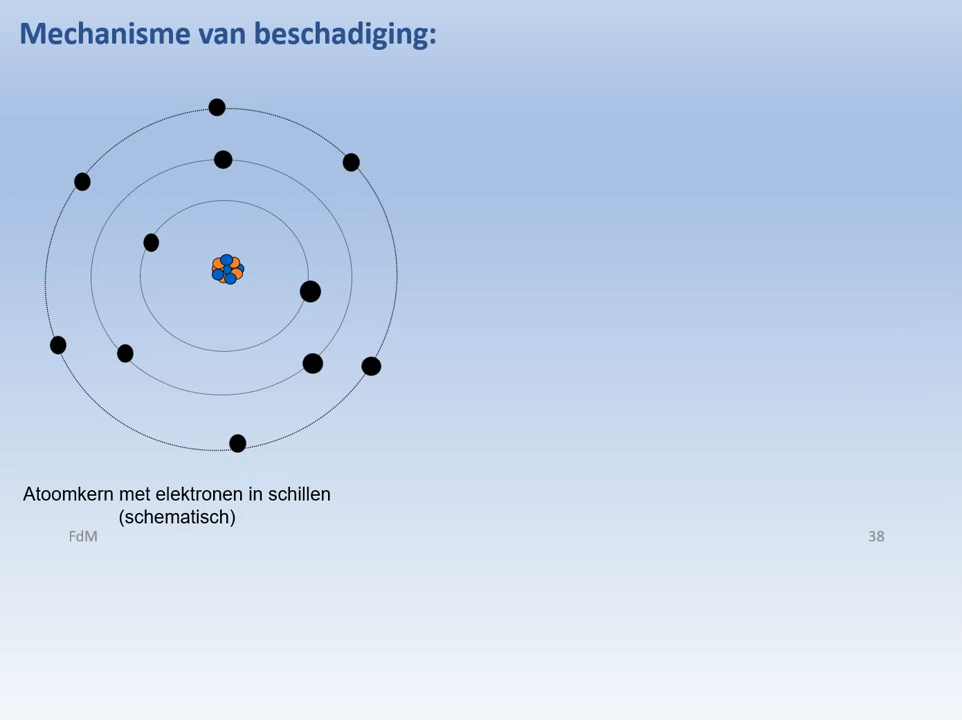 Mechanisme van beschadiging:
Atoomkern met elektronen in schillen
(schematisch)
FdM
38